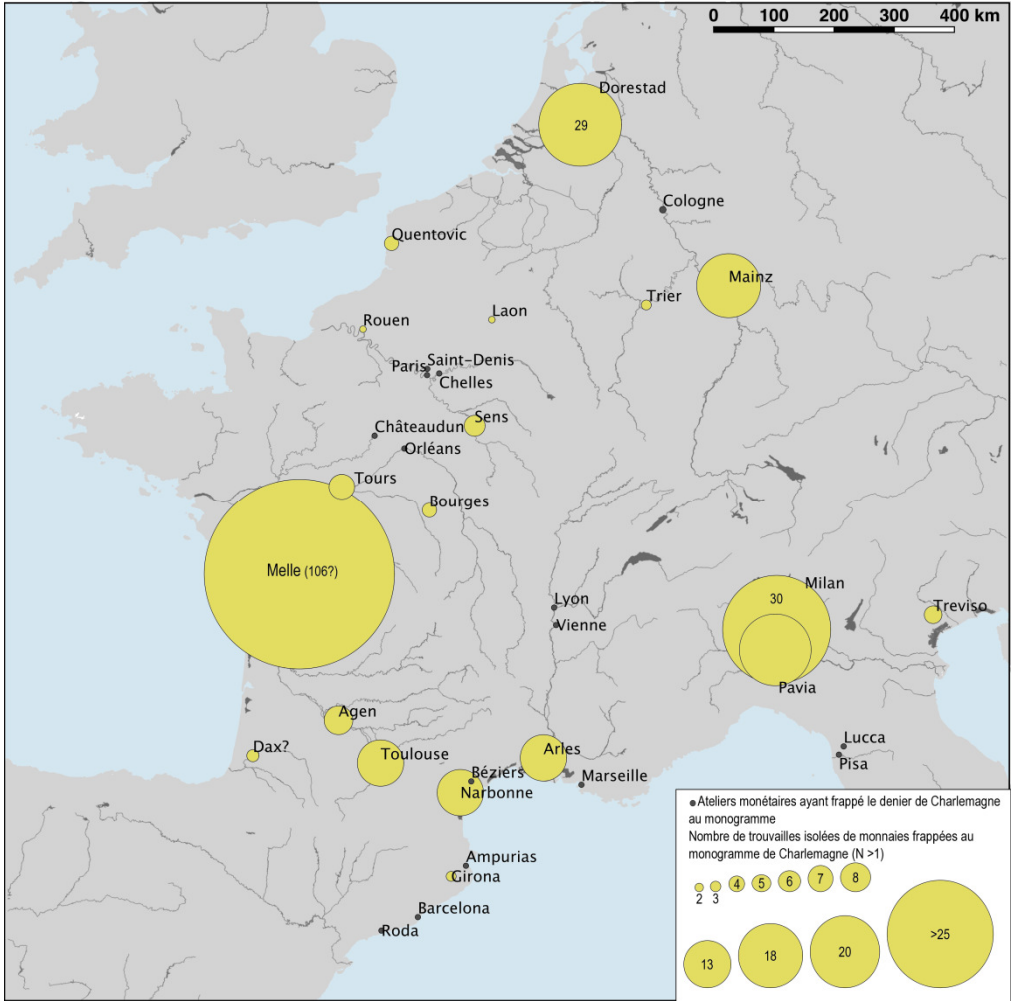 0 100 200 300 400 km
Dorestad
29
Cologne
Quentovic
Mainz
Trier
Laon
Rouen
Saint-Denis
Paris
Chelles
Sens
Châteaudun
Orléans
Tours
Bourges
Melle (106?)
Milan
30
Lyon
Treviso
Vienne
Pavia
Agen
Lucca
Dax?
Toulouse
Arles
Pisa
Béziers
Marseille
Narbonne
Ampurias
Girona
Barcelona
Roda
Ateliers monétaires ayant frappé le denier de Charlemagne
au monogramme
Nombre de trouvailles isolées de monnaies frappées au
monogramme de Charlemagne (N >1)
2 3 4 5 6 7 8
13 18 20 >25